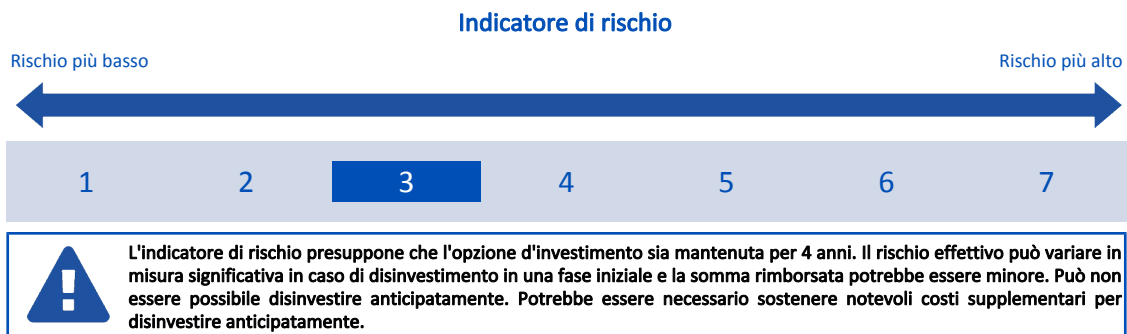 Indicatore di rischio
Rischio più basso Rischio più alto
1 2 3 4 5 6 7
L'indicatore di rischio presuppone che l'opzione d'investimento sia mantenuta per 4 anni. Il rischio effettivo può variare in
misura significativa in caso di disinvestimento in una fase iniziale e la somma rimborsata potrebbe essere minore. Può non
essere possibile disinvestire anticipatamente. Potrebbe essere necessario sostenere notevoli costi supplementari per
disinvestire anticipatamente.